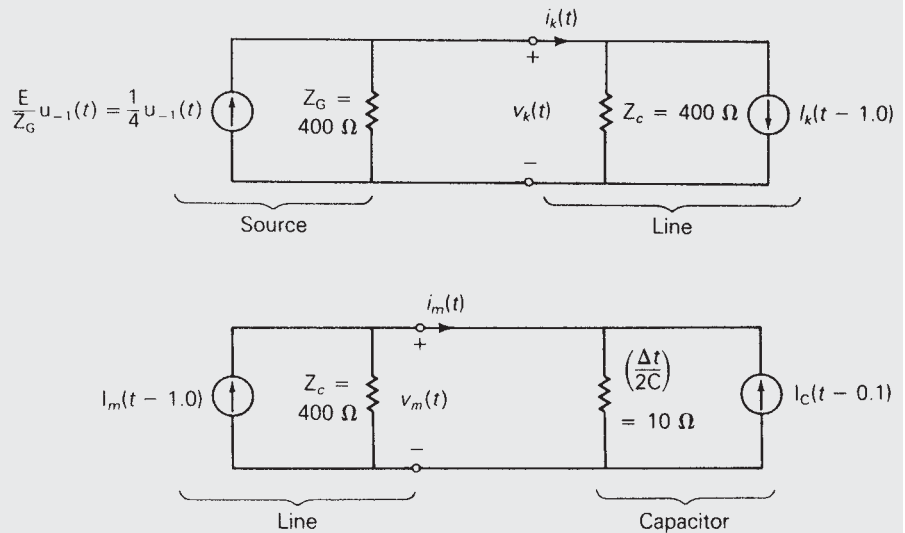 i_k(t)
+
E/Z_G u_{-1}(t) = 1/4 u_{-1}(t)
Z_G =
400 Ω
v_k(t)
Z_c = 400 Ω
I_k(t − 1.0)
−
Source
Line
i_m(t)
+
I_m(t − 1.0)
Z_c =
400 Ω
v_m(t)
(Δt/2C)
= 10 Ω
I_C(t − 0.1)
−
Line
Capacitor